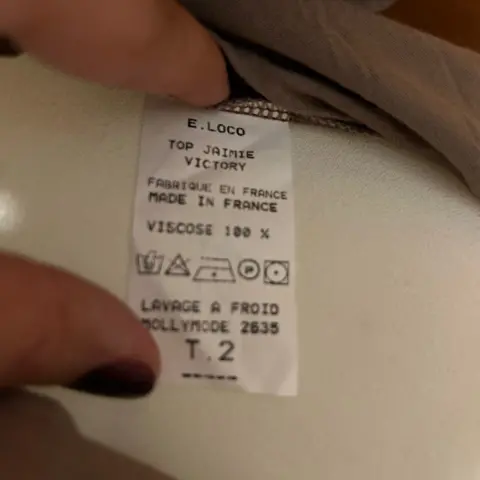 E.LOCO
TOP JAIMIE
VICTORY
FABRIQUE EN FRANCE
MADE IN FRANCE
VISCOSE 100 %
LAVAGE A FROID
MOLLYMODE 2635
T.2